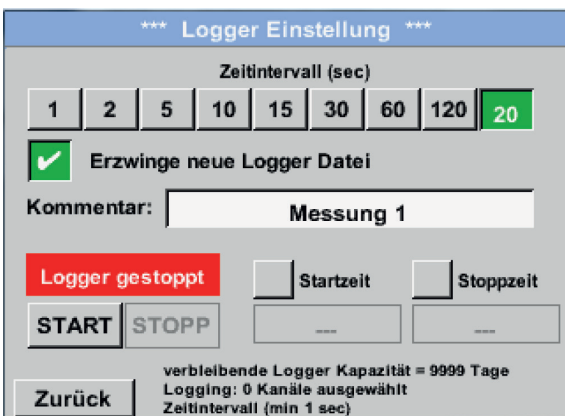 *** Logger Einstellung ***
Zeitintervall (sec)
1 2 5 10 15 30 60 120 20
Erzwinge neue Logger Datei
Kommentar: Messung 1
Logger gestoppt Startzeit Stoppzeit
START STOPP --- ---
verbleibende Logger Kapazität = 9999 Tage
Logging: 0 Kanäle ausgewählt
Zurück Zeitintervall (min 1 sec)